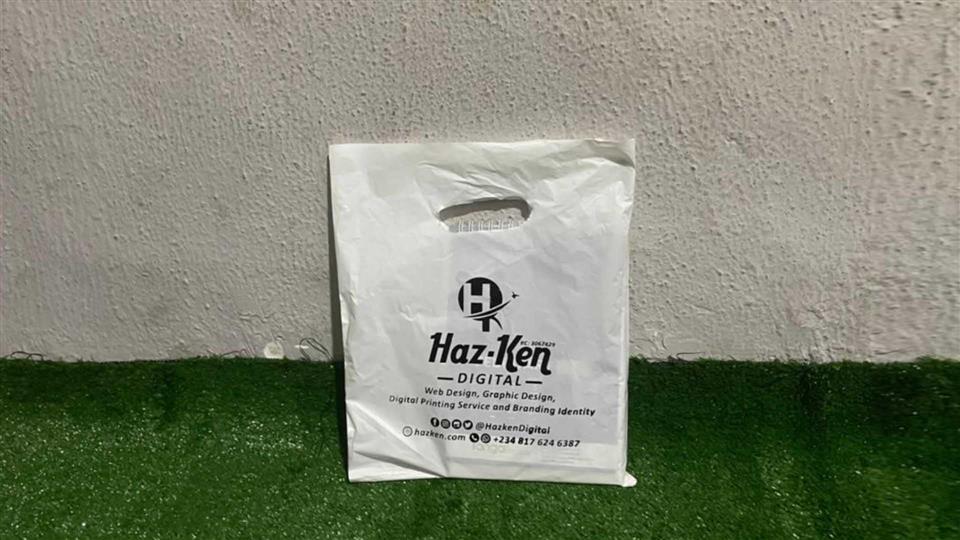 H
Haz-Ken
RC: 3067629
— DIGITAL —
Web Design, Graphic Design,
Digital Printing Service and Branding Identity
@HazkenDigital
hazken.com +234 817 624 6387